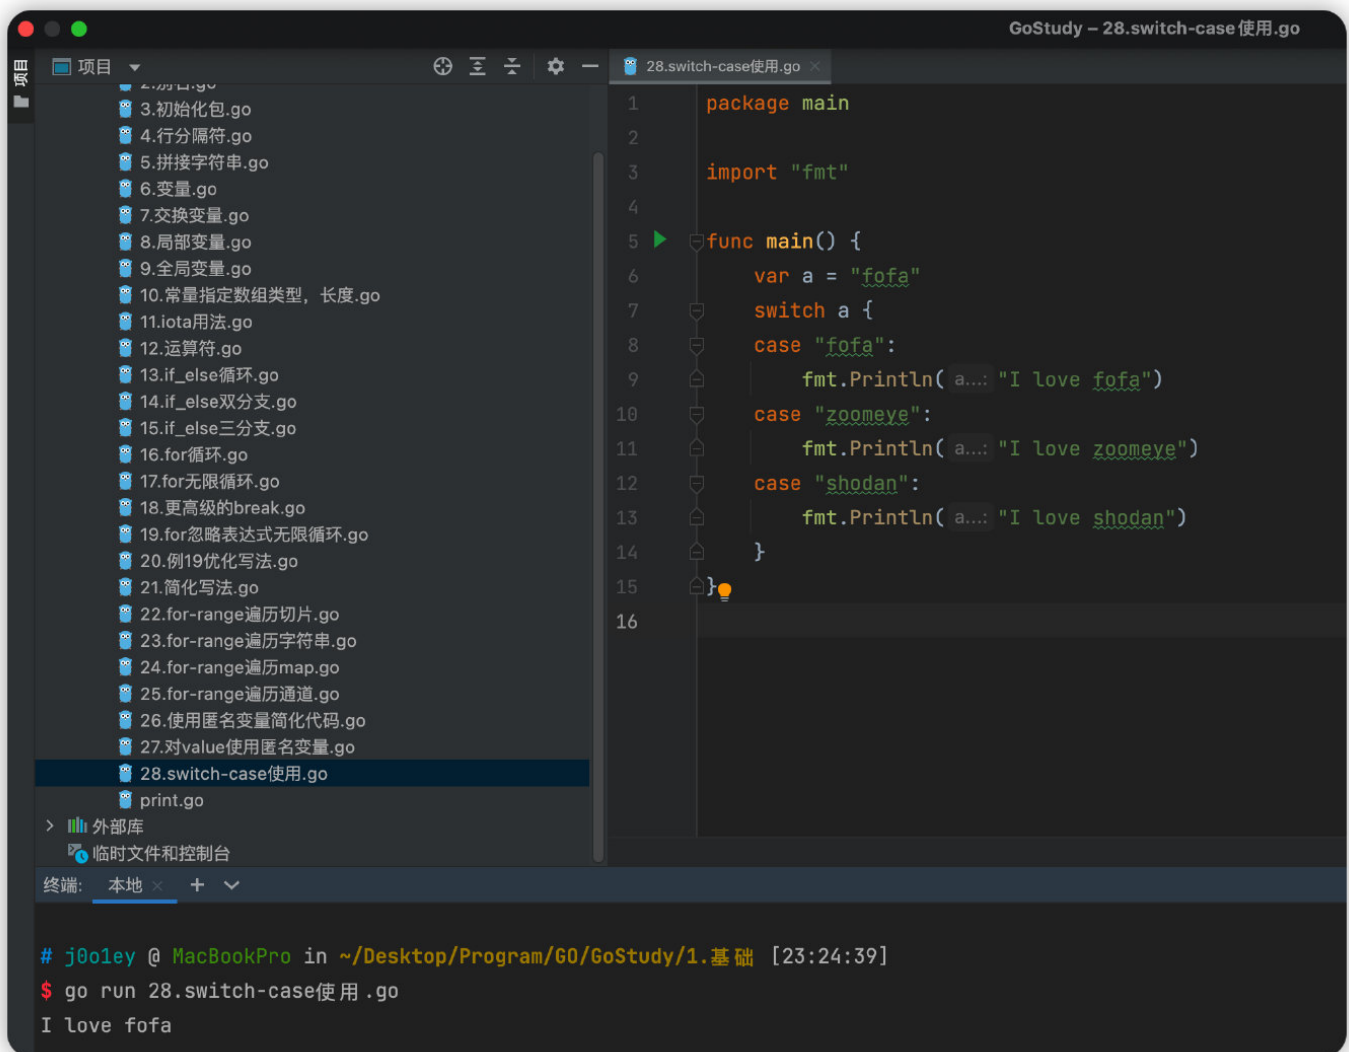 GoStudy – 28.switch-case使用.go
项目
项目
28.switch-case使用.go
3.初始化包.go
4.行分隔符.go
5.拼接字符串.go
6.变量.go
7.交换变量.go
8.局部变量.go
9.全局变量.go
10.常量指定数组类型，长度.go
11.iota用法.go
12.运算符.go
13.if_else循环.go
14.if_else双分支.go
15.if_else三分支.go
16.for循环.go
17.for无限循环.go
18.更高级的break.go
19.for忽略表达式无限循环.go
20.例19优化写法.go
21.简化写法.go
22.for-range遍历切片.go
23.for-range遍历字符串.go
24.for-range遍历map.go
25.for-range遍历通道.go
26.使用匿名变量简化代码.go
27.对value使用匿名变量.go
28.switch-case使用.go
print.go
外部库
临时文件和控制台
1 package main
2
3 import "fmt"
4
5 func main() {
6 var a = "fofa"
7 switch a {
8 case "fofa":
9 fmt.Println( a...: "I love fofa")
10 case "zoomeye":
11 fmt.Println( a...: "I love zoomeye")
12 case "shodan":
13 fmt.Println( a...: "I love shodan")
14 }
15 }
16
终端: 本地
# j0o1ey @ MacBookPro in ~/Desktop/Program/GO/GoStudy/1.基础 [23:24:39]
$ go run 28.switch-case使用.go
I love fofa